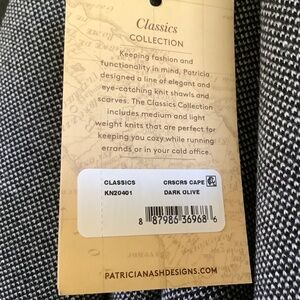 Classics
COLLECTION
Keeping fashion and
functionality in mind, Patricia
designed a line of elegant and
eye-catching knit shawls and
scarves. The Classics Collection
includes medium and light
weight knits that are perfect for
keeping you cozy while running
errands or in your cold office.
CLASSICS CRSCRS CAPE
KN20401 DARK OLIVE
8 87986 36968 6
PATRICIANASHDESIGNS.COM